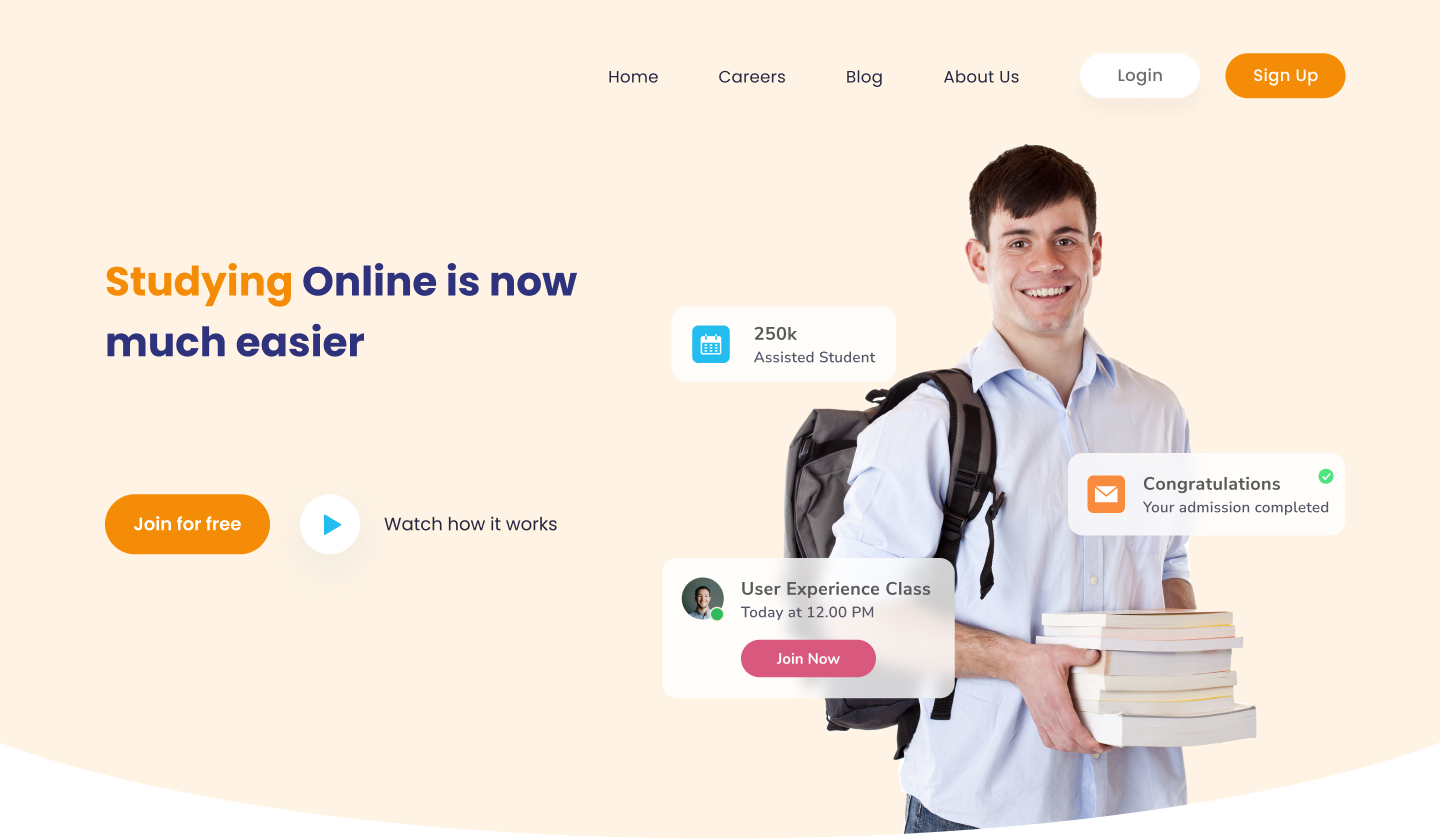 Home
Careers
Blog
About Us
Login
Sign Up
Studying Online is now
much easier
250k
Assisted Student
Congratulations
Your admission completed
Join for free
Watch how it works
User Experience Class
Today at 12.00 PM
Join Now